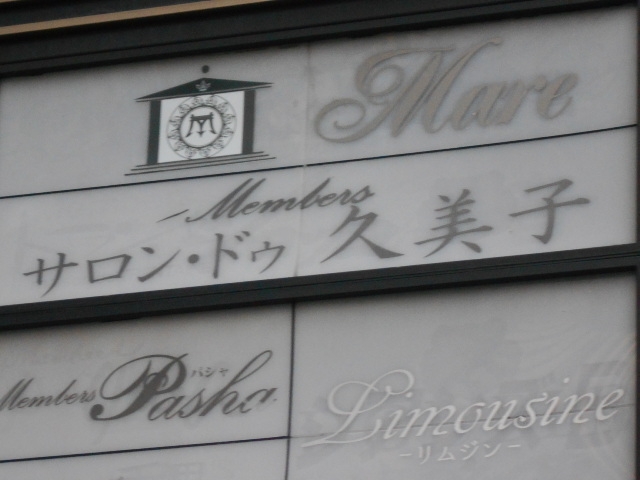 Mare
Members
サロン・ドゥ 久美子
Members Pasha
パシャ
Limousine
-リムジン-